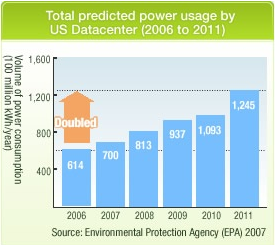 Total predicted power usage by
US Datacenter (2006 to 2011)
Volume of power consumption
(100 million kWh/year)
1,600
1,200
800
400
Doubled
614
700
813
937
1,093
1,245
2006 2007 2008 2009 2010 2011
Source: Environmental Protection Agency (EPA) 2007